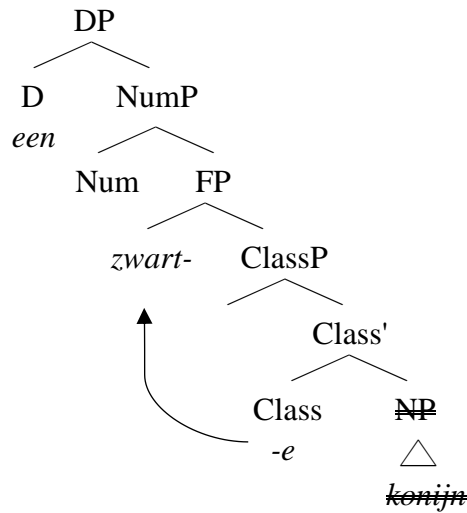 DP
D NumP
een
Num FP
zwart- ClassP
Class'
Class NP
-e
konijn